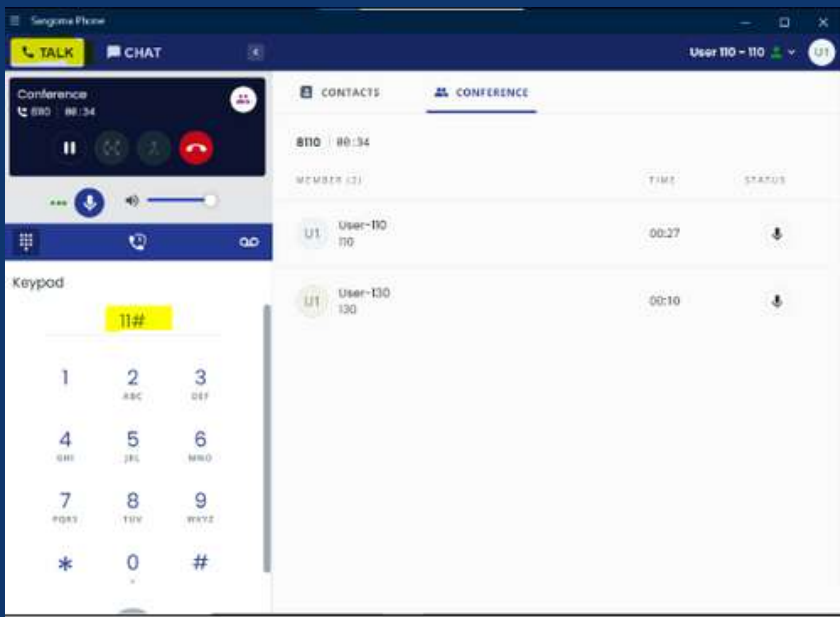 Sangoma Phone
TALK
CHAT
User 110 - 110
U1
Conference
00:34
CONTACTS
CONFERENCE
8110 00:34
MEMBER (2)
TIME
STATUS
U1
User-110
110
00:27
U1
User-130
130
00:10
Keypad
11#
1
2
3
ABC
DEF
4
5
6
GHI
JKL
MNO
7
8
9
PQRS
TUV
WXYZ
*
0
#